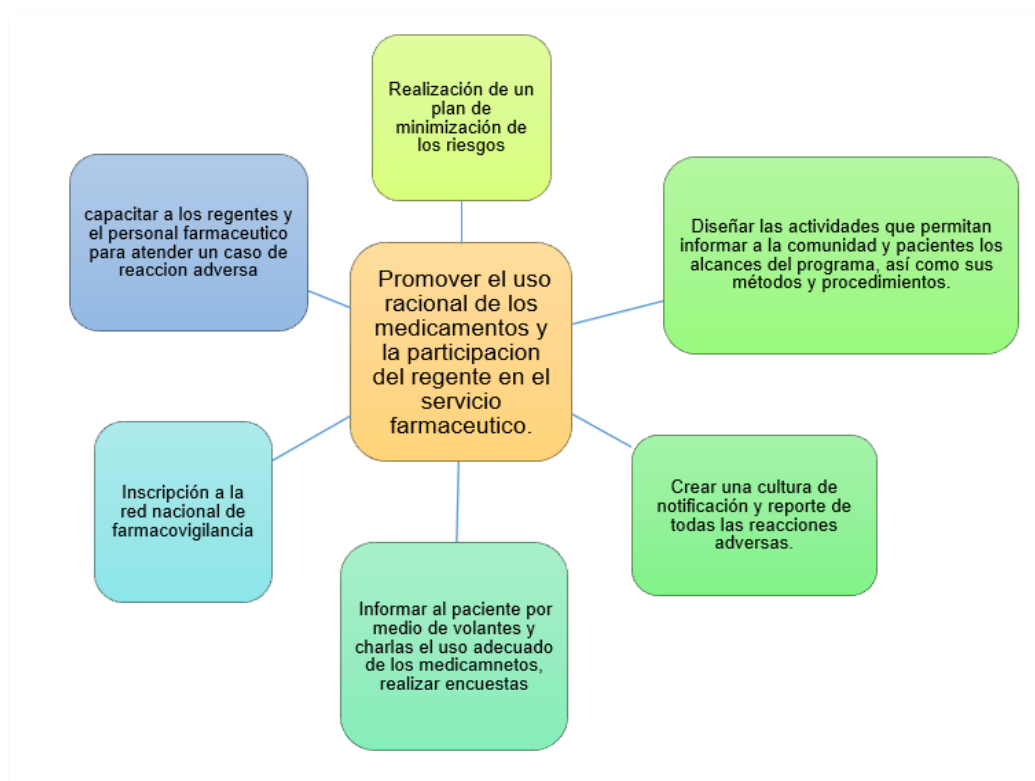 Realización de un
plan de
minimización de
los riesgos
capacitar a los regentes y
el personal farmaceutico
para atender un caso de
reaccion adversa
Diseñar las actividades que permitan
informar a la comunidad y pacientes los
alcances del programa, así como sus
métodos y procedimientos.
Promover el uso
racional de los
medicamentos y
la participacion
del regente en el
servicio
farmaceutico.
Inscripción a la
red nacional de
farmacovigilancia
Crear una cultura de
notificación y reporte de
todas las reacciones
adversas.
Informar al paciente por
medio de volantes y
charlas el uso adecuado
de los medicamnetos,
realizar encuestas